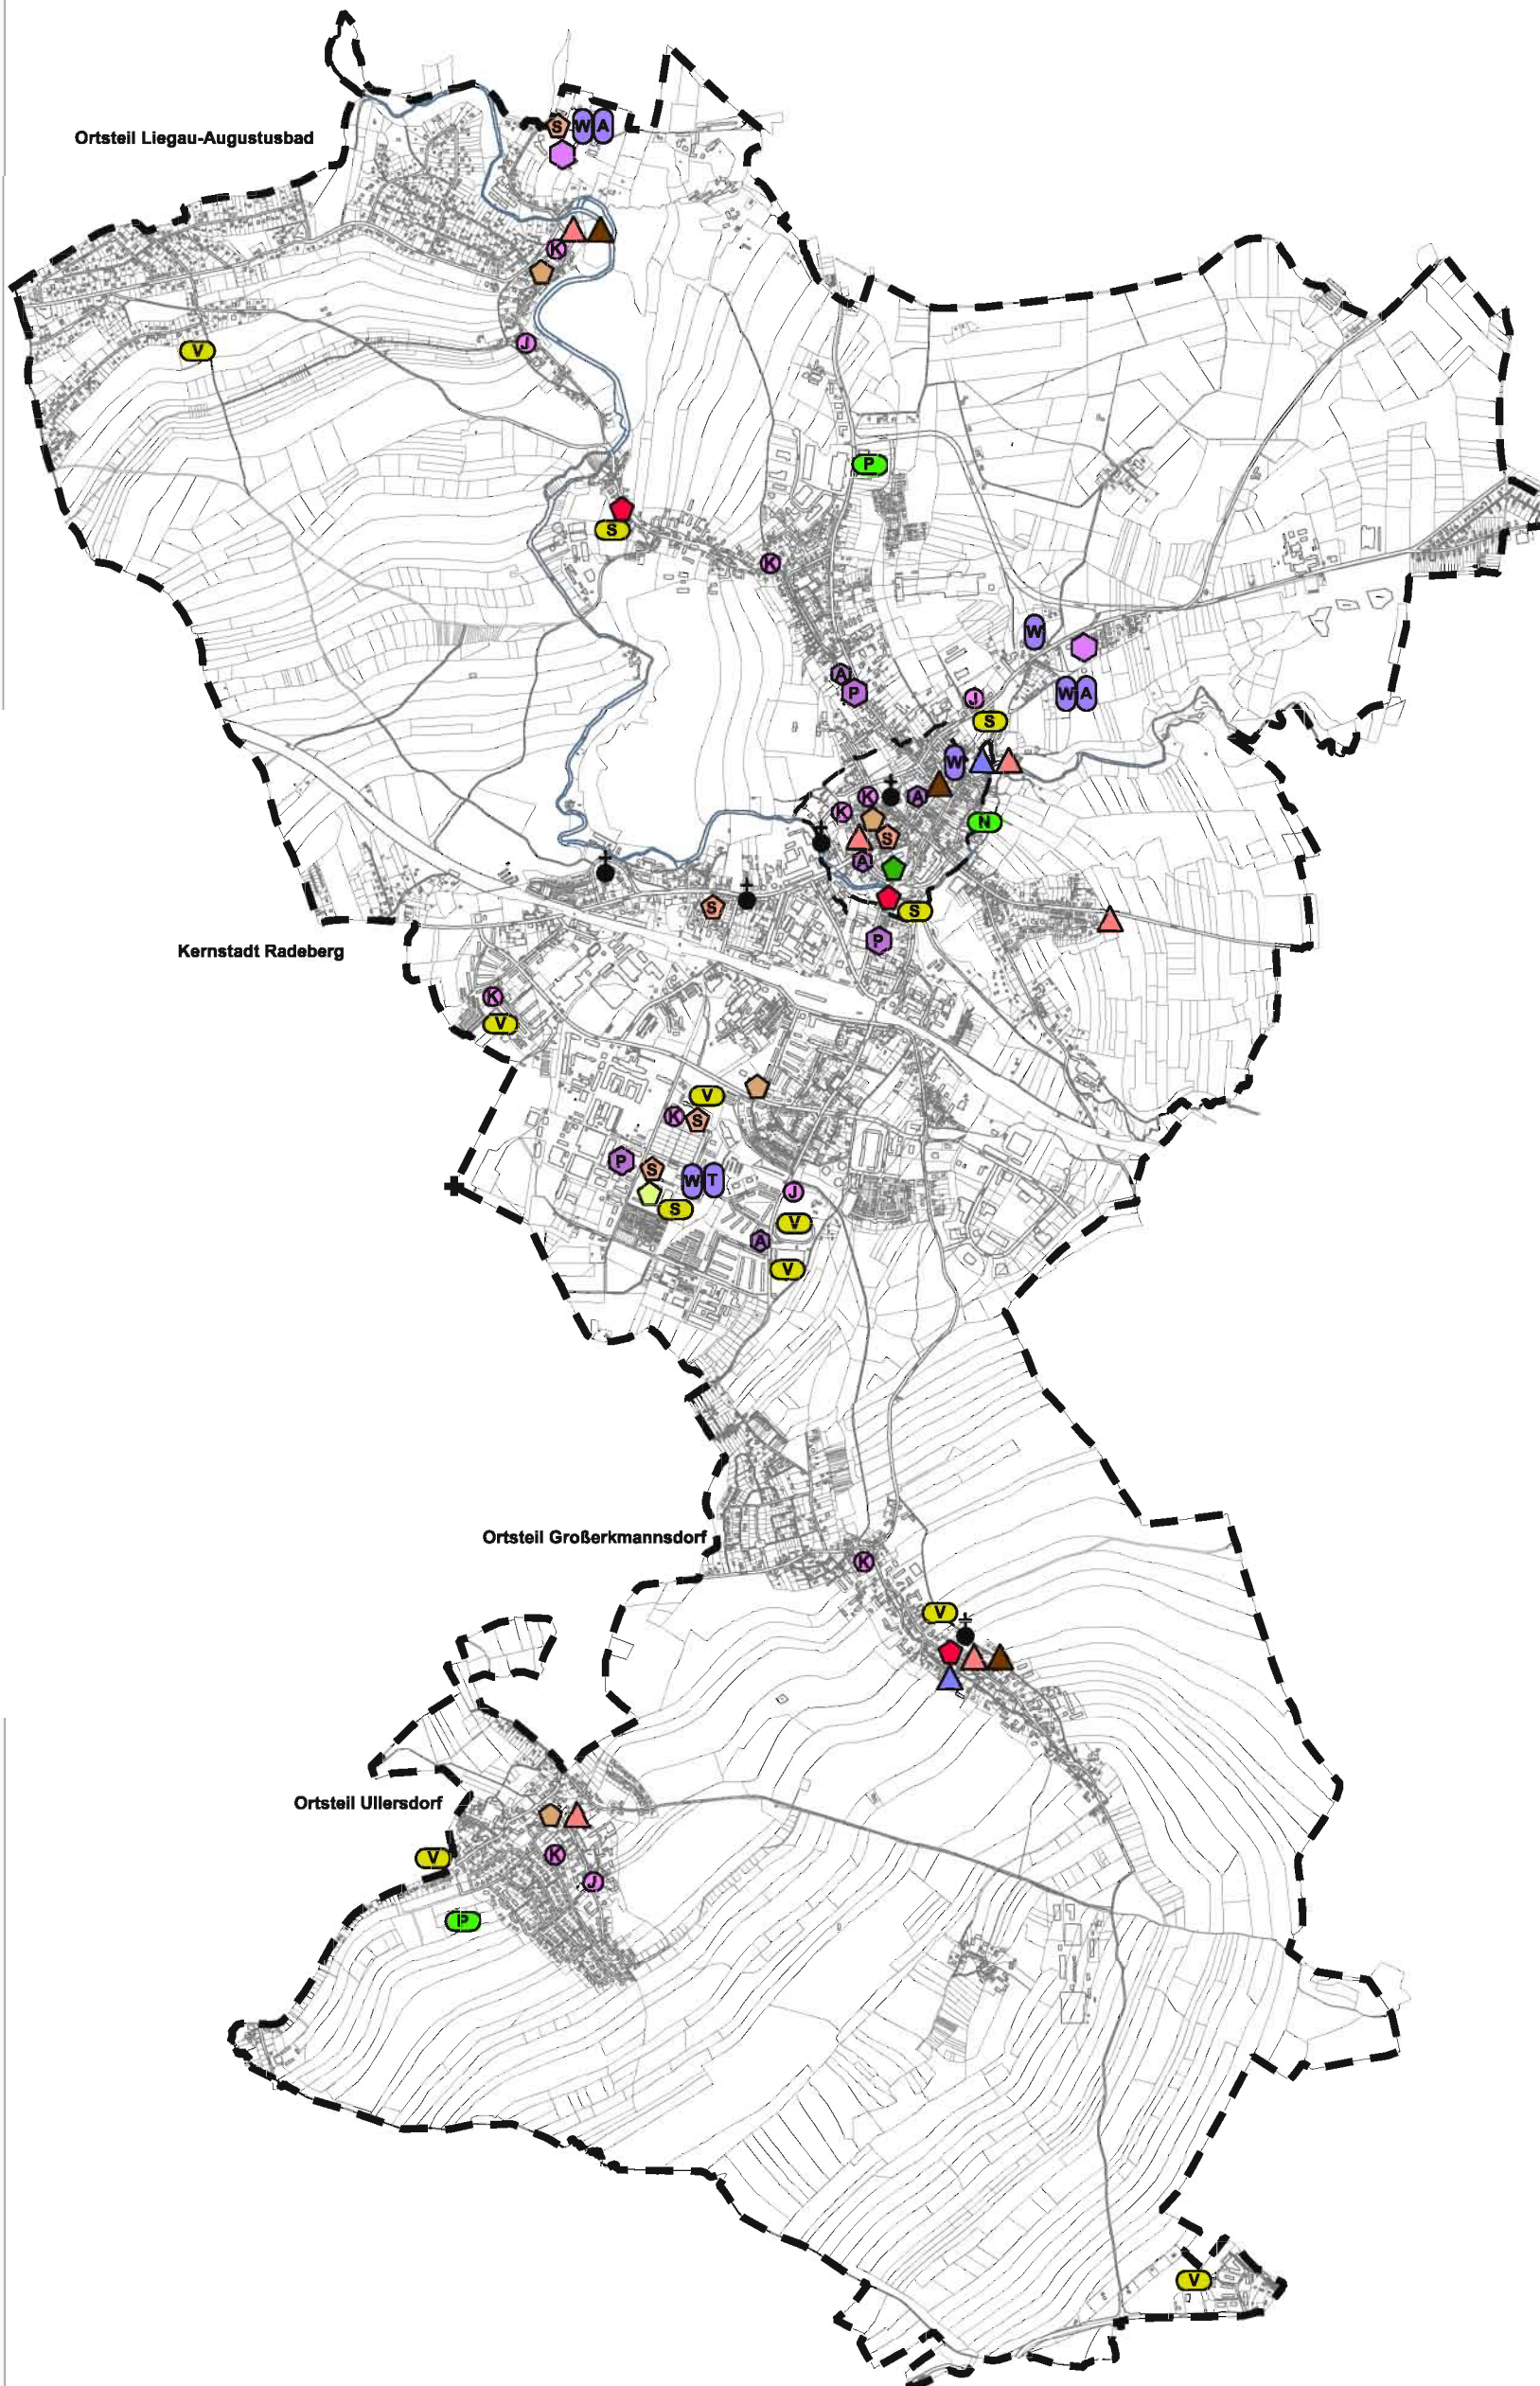 Ortsteil Liegau-Augustusbad
S W A
K
J
V
P
S
K
W
A
P
J
W A
S
W
K
A
K
N
S
A
S
S
P
Kernstadt Radeberg
K
V
V
K S
P
S
W T
J
S
V
A
V
Ortsteil Großerkmannsdorf
K
V
Ortsteil Ullersdorf
V
K
J
P
V